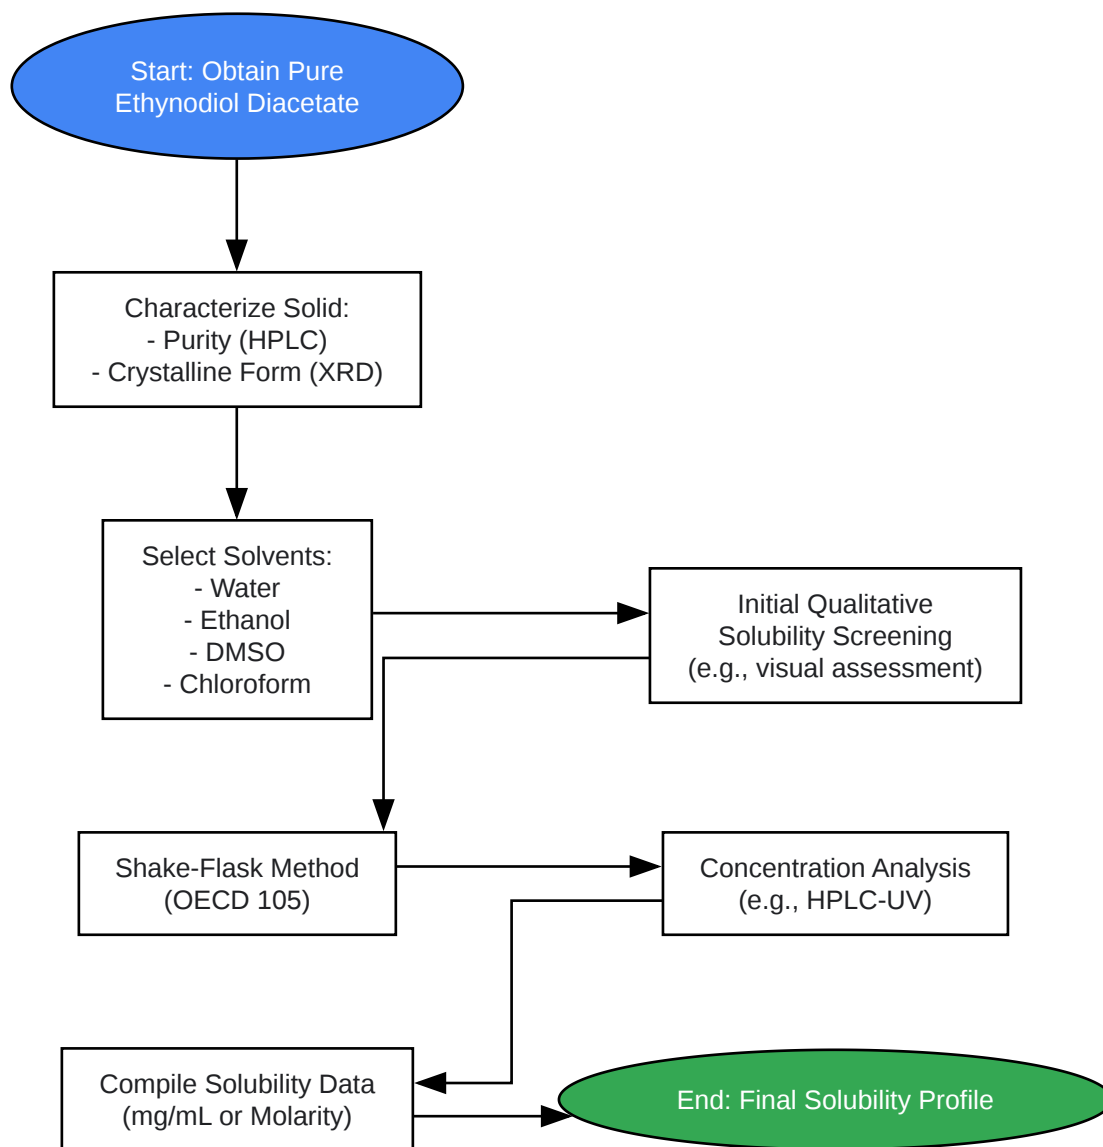 Start: Obtain Pure
Ethynodiol Diacetate
Characterize Solid:
- Purity (HPLC)
- Crystalline Form (XRD)
Select Solvents:
- Water
- Ethanol
- DMSO
- Chloroform
Initial Qualitative
Solubility Screening
(e.g., visual assessment)
Shake-Flask Method
(OECD 105)
Concentration Analysis
(e.g., HPLC-UV)
Compile Solubility Data
(mg/mL or Molarity)
End: Final Solubility Profile